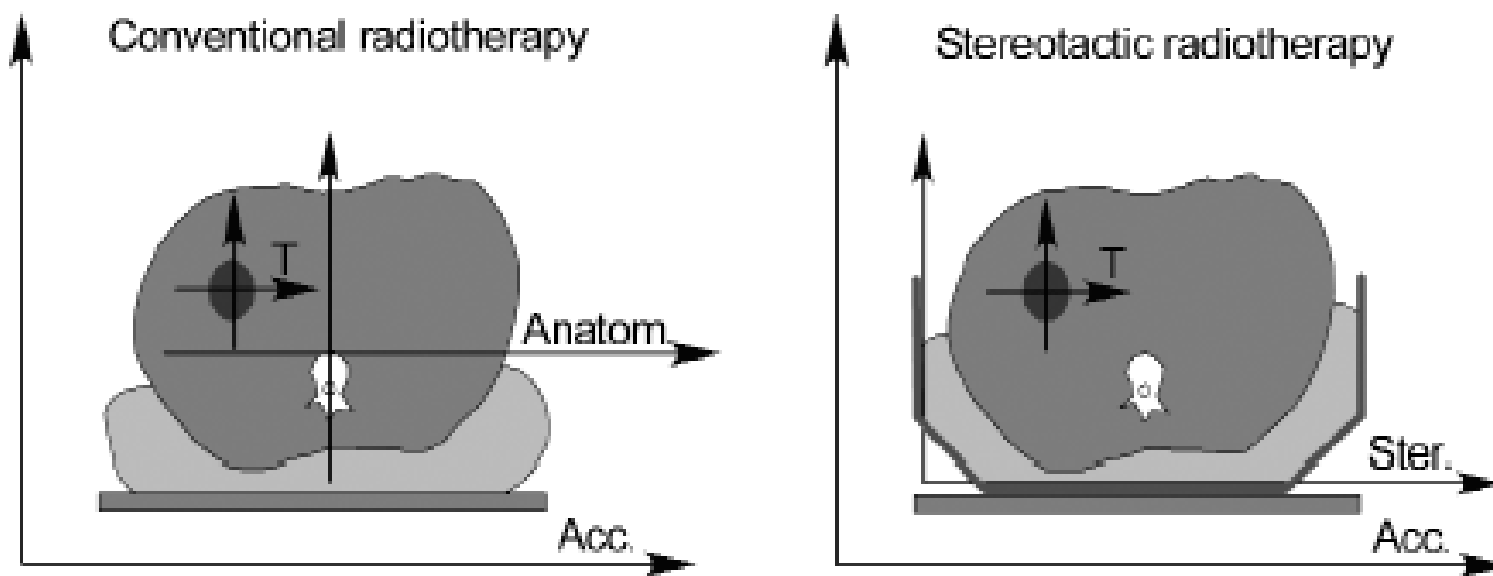 Conventional radiotherapy
T
Anatom.
Acc.
Stereotactic radiotherapy
T
Ster.
Acc.